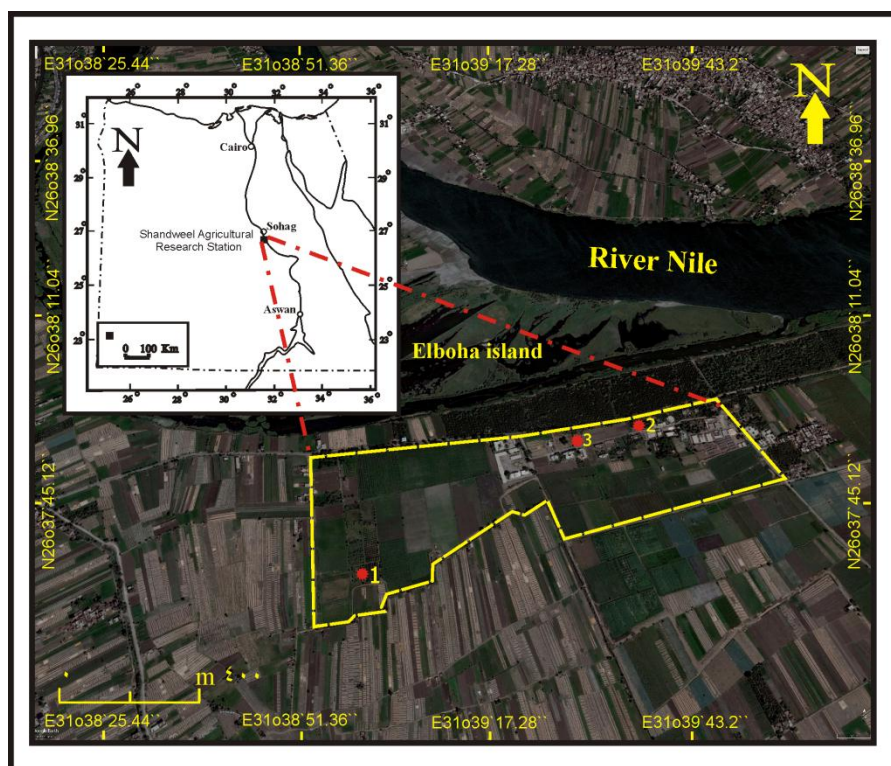 E31o38`25.44`` E31o38`51.36`` E31o39`17.28`` E31o39`43.2``
N
N26o38`36.96`` N26o38`36.96``
24 26 28 30 32 34 36
31° 31°
N
Cairo
29° 29°
27° 27°
Sohag
Shandweel Agricultural
Research Station
25° 25°
Aswan
23° 23°
0 100 Km
24 26 28 30 32 34 36
River Nile
N26o38`11.04`` N26o38`11.04``
Elboha island
3 2
N26o37`45.12`` N26o37`45.12``
1
٠ m ٤٠٠
E31o38`25.44`` E31o38`51.36`` E31o39`17.28`` E31o39`43.2``